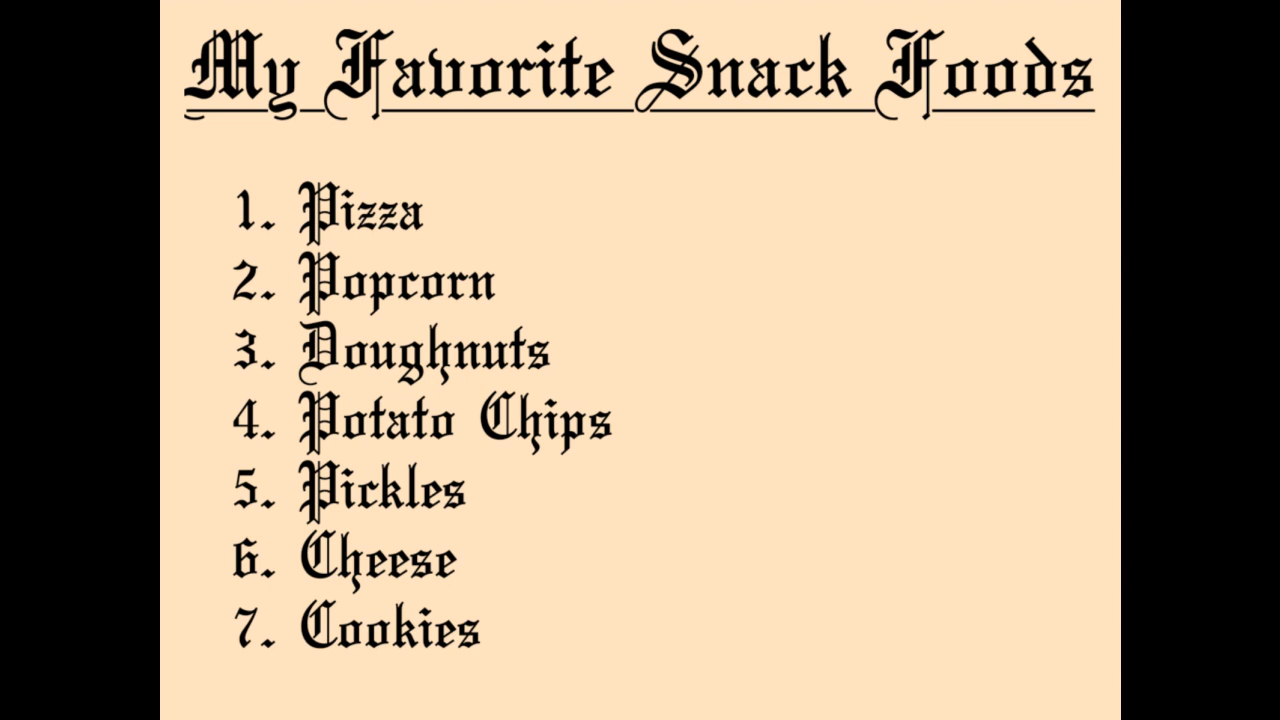 My Favorite Snack Foods
1. Pizza
2. Popcorn
3. Doughnuts
4. Potato Chips
5. Pickles
6. Cheese
7. Cookies